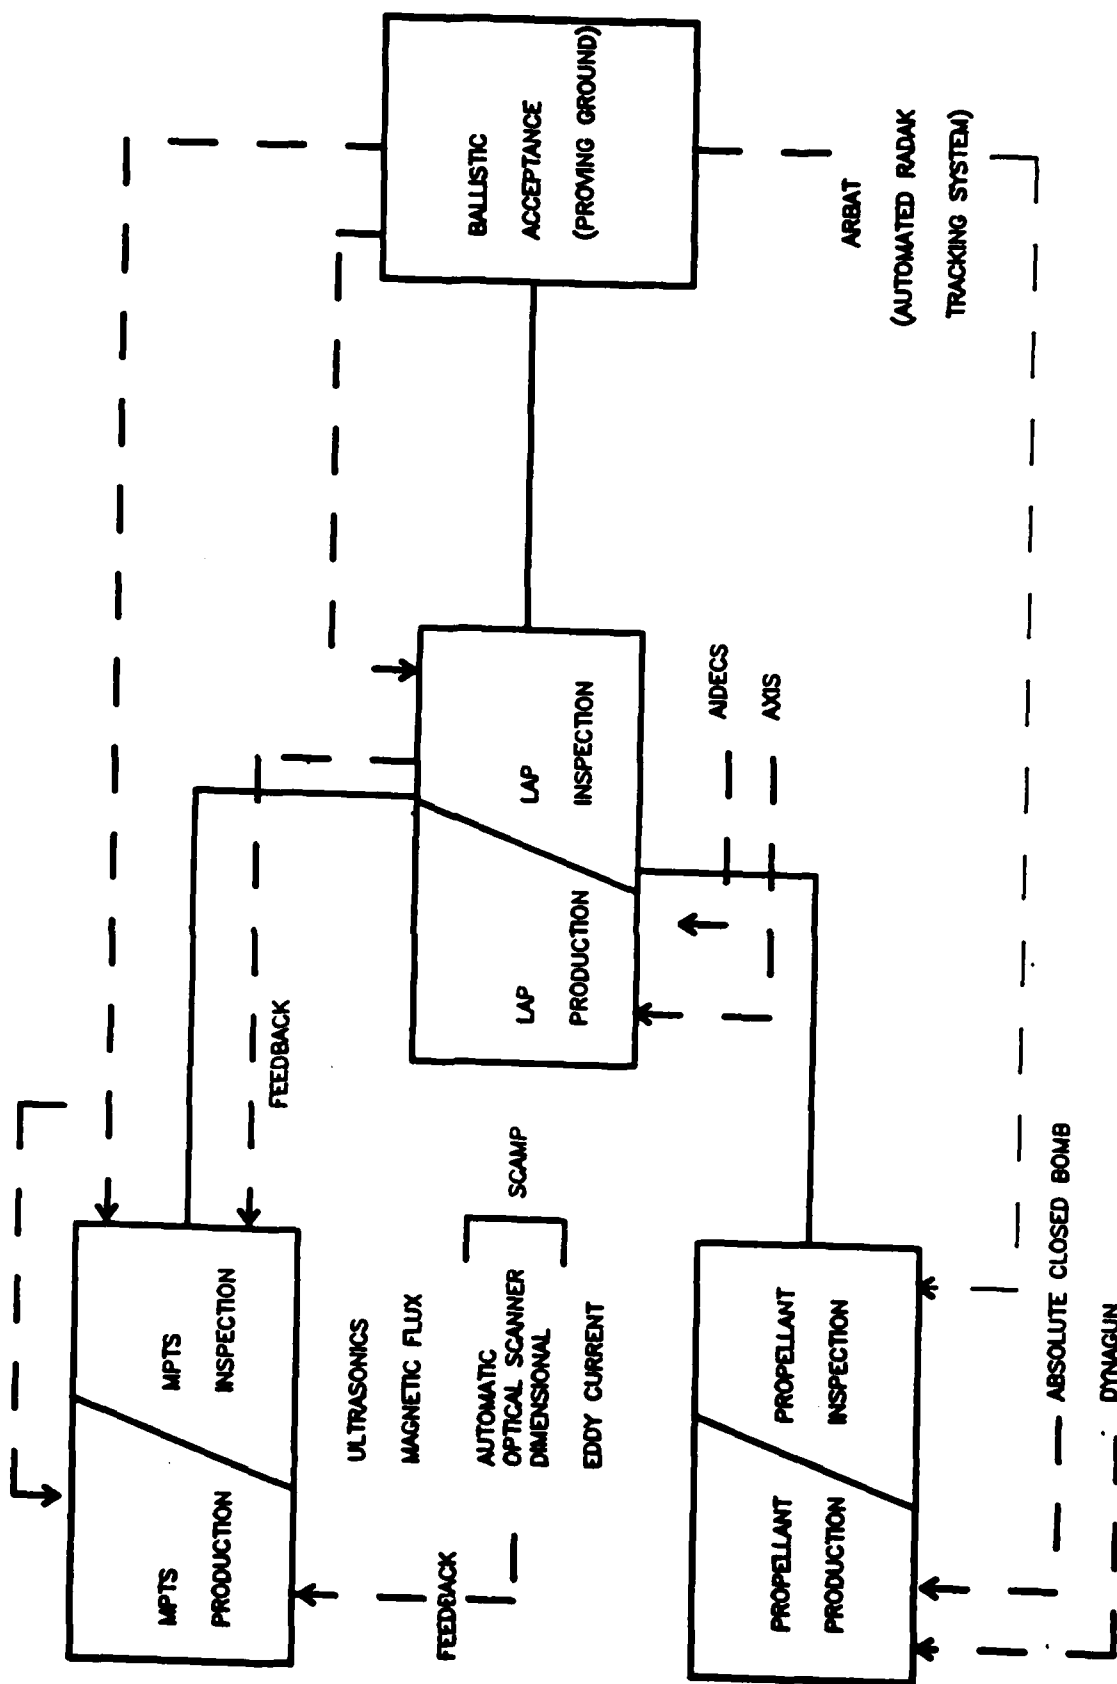 MPTS
PRODUCTION
MPTS
INSPECTION
FEEDBACK
FEEDBACK
ULTRASONICS
MAGNETIC FLUX
AUTOMATIC
OPTICAL SCANNER
DIMENSIONAL
EDDY CURRENT
SCAMP
LAP
PRODUCTION
LAP
INSPECTION
AIDECS
AXIS
BALLISTIC
ACCEPTANCE
(PROVING GROUND)
ARBAT
(AUTOMATED RADAK
TRACKING SYSTEM)
PROPELLANT
PRODUCTION
PROPELLANT
INSPECTION
ABSOLUTE CLOSED BOMB
DYNAGUN